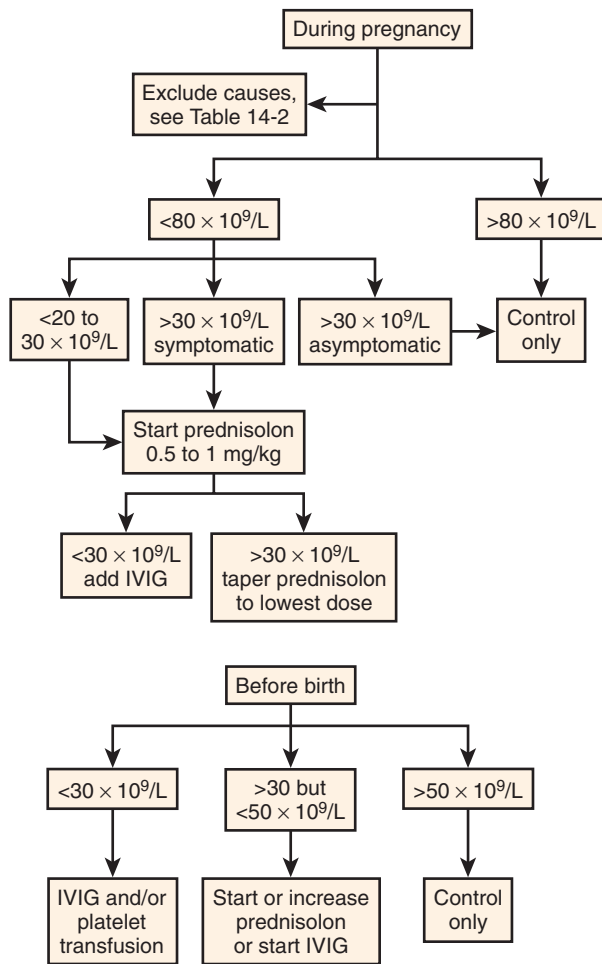 During pregnancy
Exclude causes,
see Table 14-2
<80 × 10⁹/L
>80 × 10⁹/L
<20 to
30 × 10⁹/L
>30 × 10⁹/L
symptomatic
>30 × 10⁹/L
asymptomatic
Control
only
Start prednisolon
0.5 to 1 mg/kg
<30 × 10⁹/L
add IVIG
>30 × 10⁹/L
taper prednisolon
to lowest dose
Before birth
<30 × 10⁹/L
>30 but
<50 × 10⁹/L
>50 × 10⁹/L
IVIG and/or
platelet
transfusion
Start or increase
prednisolon
or start IVIG
Control
only